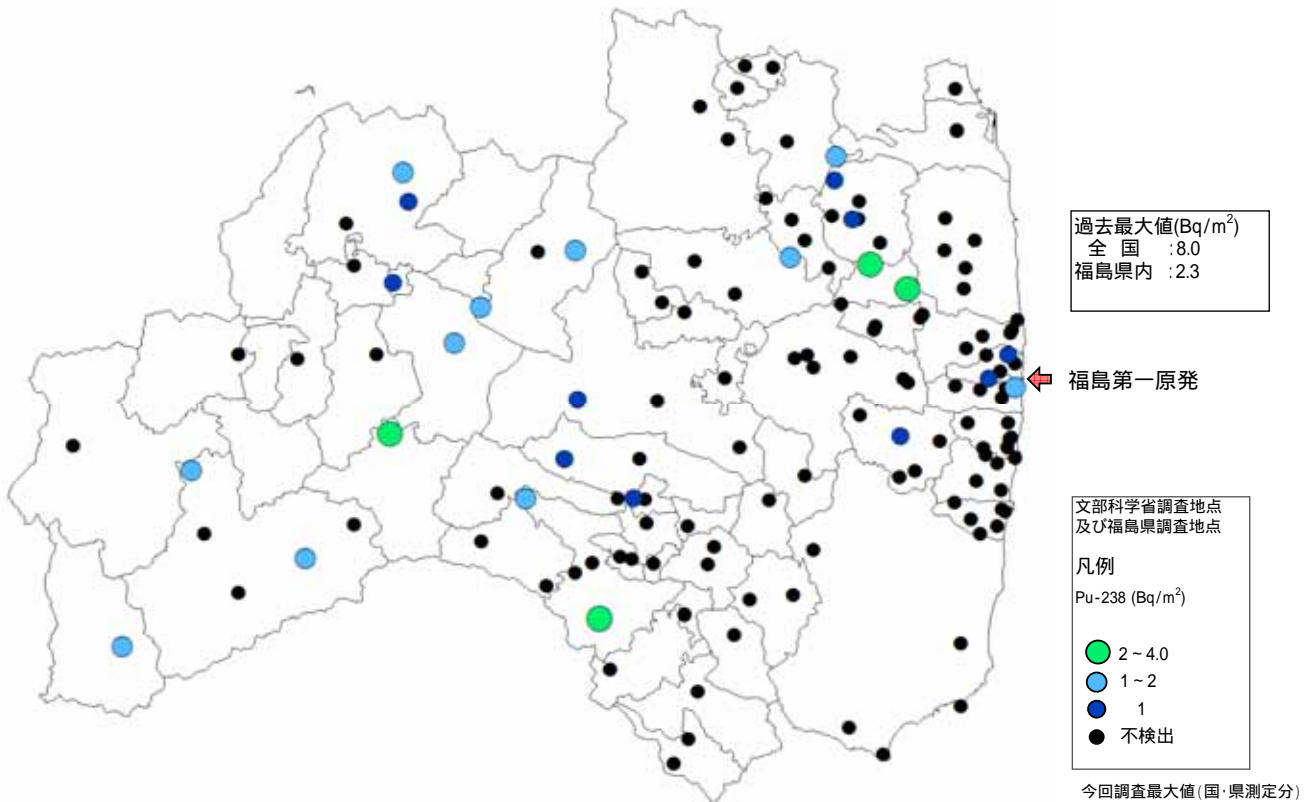 過去最大値(Bq/m²)
全 国 :8.0
福島県内 :2.3
福島第一原発
文部科学省調査地点
及び福島県調査地点
凡例
Pu-238 (Bq/m²)
2~4.0
1~2
1
不検出
今回調査最大値(国・県測定分)